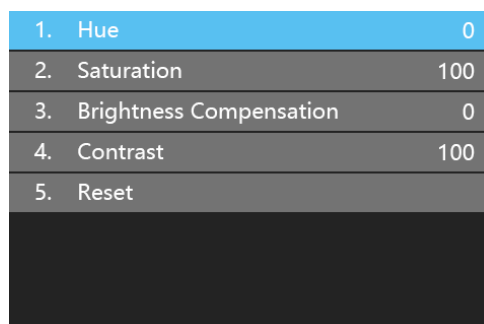 1. Hue 0
2. Saturation 100
3. Brightness Compensation 0
4. Contrast 100
5. Reset